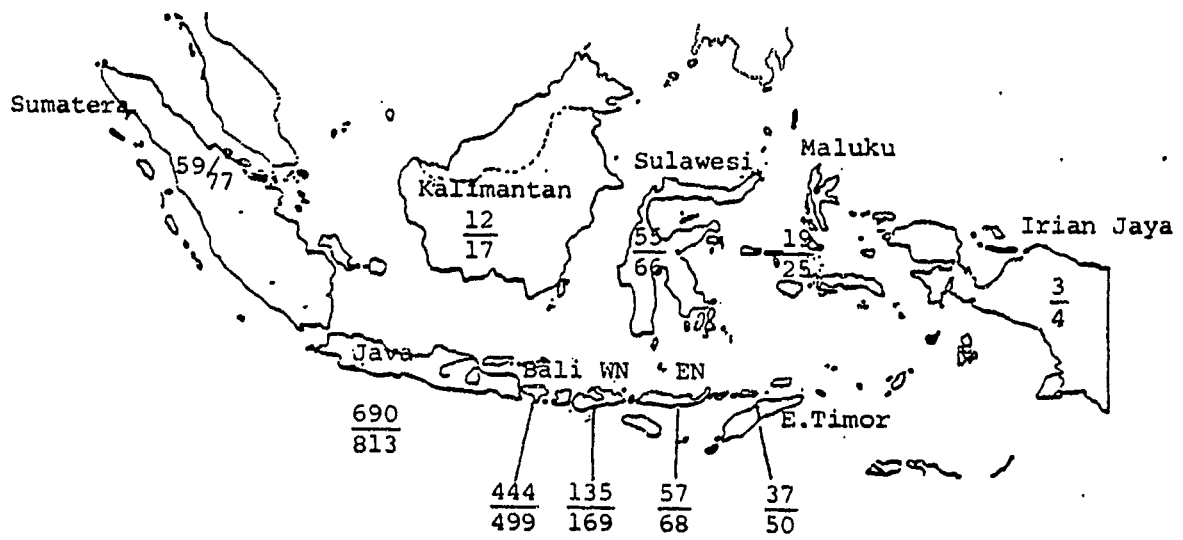 Sumatera
59/77
Kalimantan
12
17
Sulawesi
55
66
Maluku
19
25
Irian Jaya
3
4
Java
690
813
Bali WN EN
E.Timor
444 135 57 37
499 169 68 50